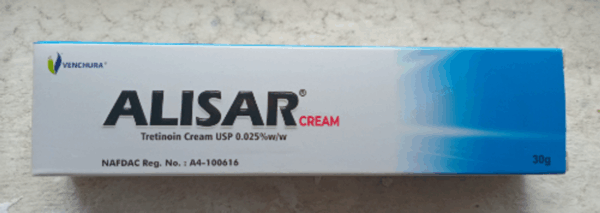 VENCHURA®
ALISAR® CREAM
Tretinoin Cream USP 0.025%w/w
NAFDAC Reg. No. : A4-100616
30g